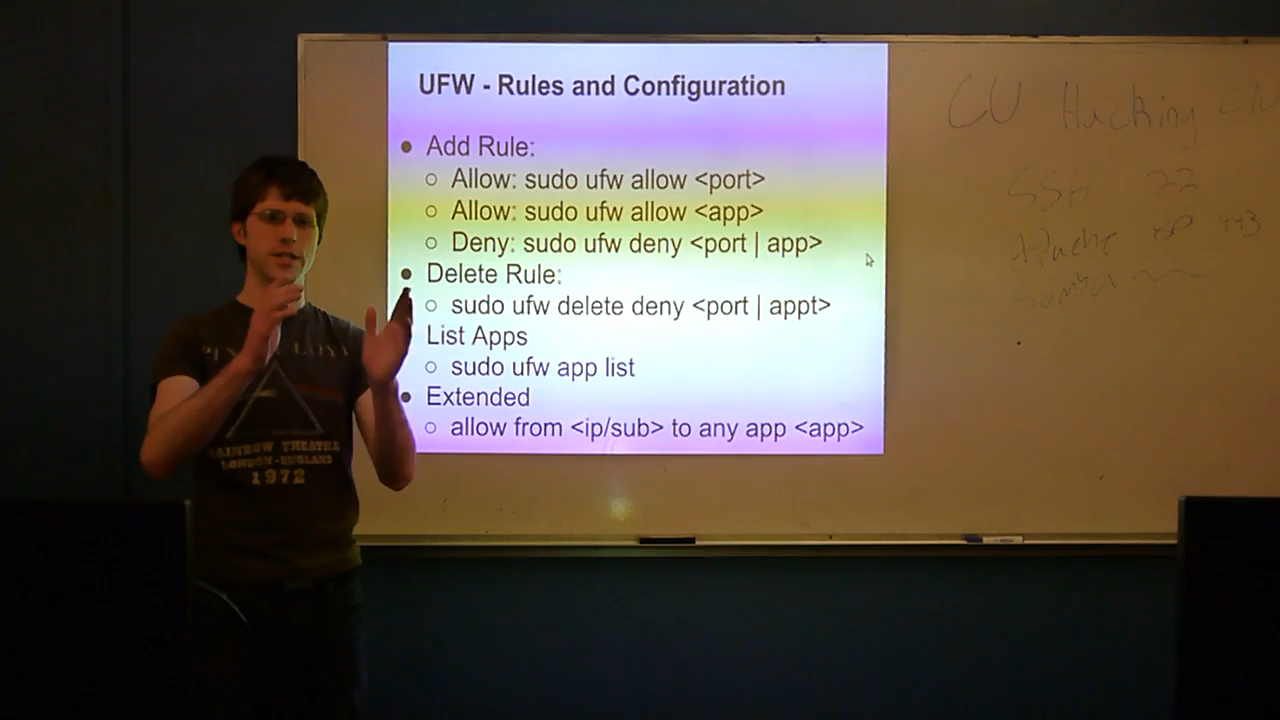 UFW - Rules and Configuration
● Add Rule:
○ Allow: sudo ufw allow <port>
○ Allow: sudo ufw allow <app>
○ Deny: sudo ufw deny <port | app>
● Delete Rule:
○ sudo ufw delete deny <port | appt>
List Apps
○ sudo ufw app list
● Extended
○ allow from <ip/sub> to any app <app>
CU Hacking
SSH 22
Apache 443
Samba
RAINBOW THEATRE
LONDON - ENGLAND
1972